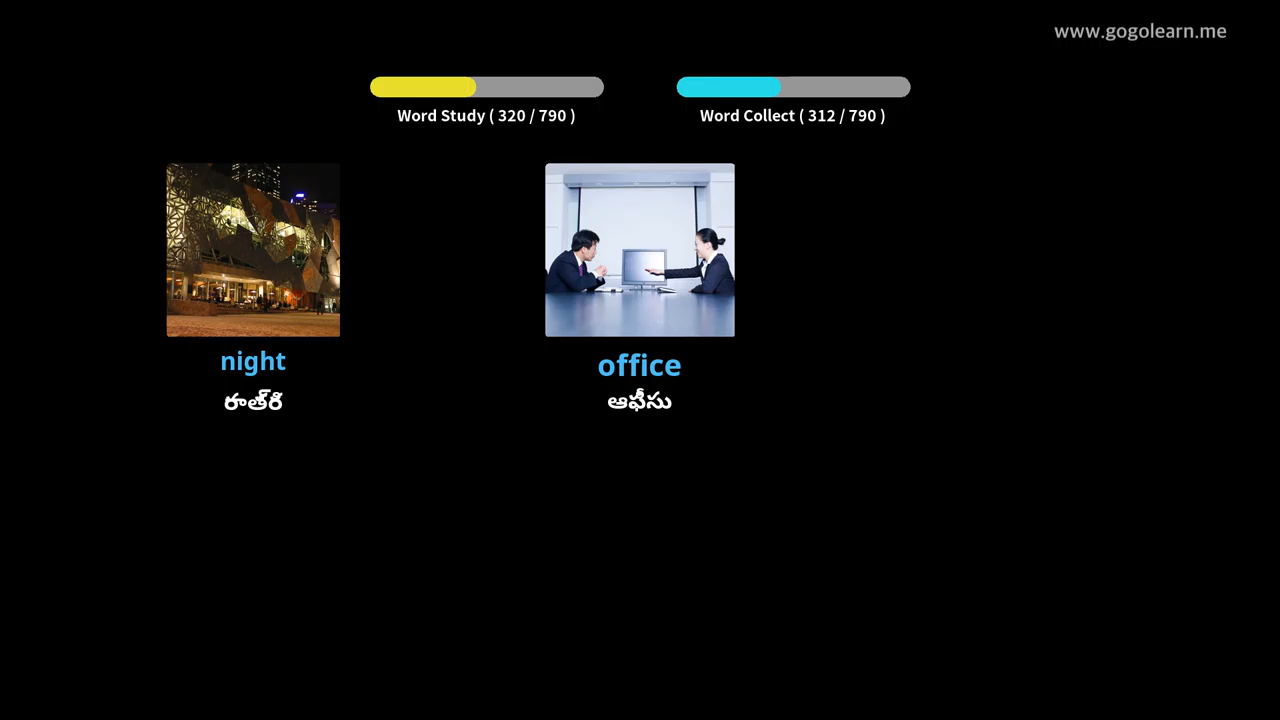 www.gogolearn.me
Word Study ( 320 / 790 )
Word Collect ( 312 / 790 )
night
రాత్‌రి
office
ఆఫీసు